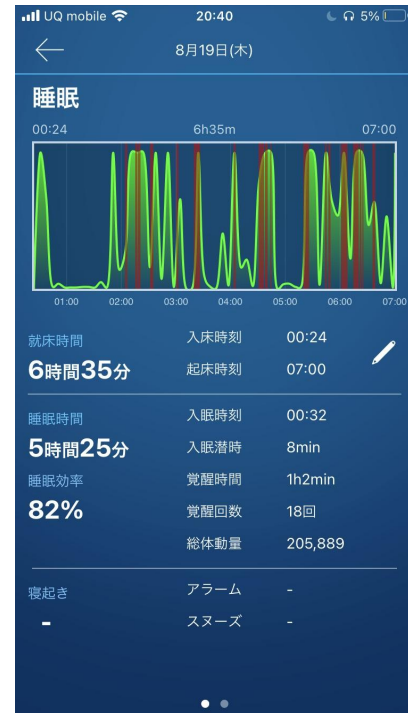 UQ mobile 20:40 5%
8月19日(木)
睡眠
00:24 6h35m 07:00
01:00 02:00 03:00 04:00 05:00 06:00 07:00
就床時間
6時間35分
入床時刻 00:24
起床時刻 07:00
睡眠時間
5時間25分
睡眠効率
82%
入眠時刻 00:32
入眠潜時 8min
覚醒時間 1h2min
覚醒回数 18回
総体動量 205,889
寝起き
-
アラーム -
スヌーズ -